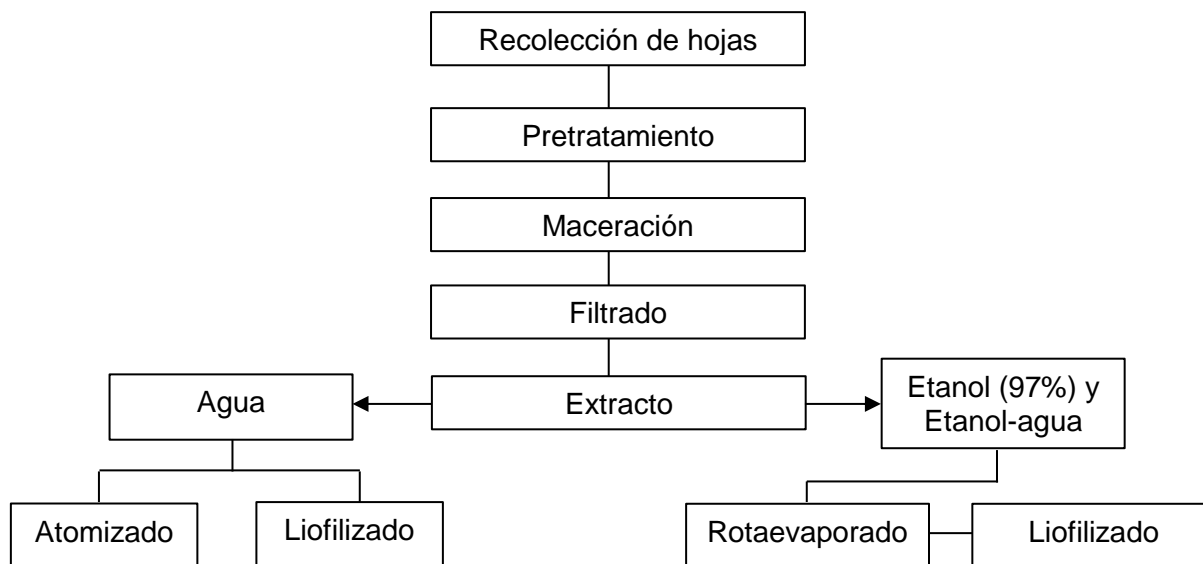 Recolección de hojas
Pretratamiento
Maceración
Filtrado
Agua
Extracto
Etanol (97%) y
Etanol-agua
Atomizado
Liofilizado
Rotaevaporado
Liofilizado